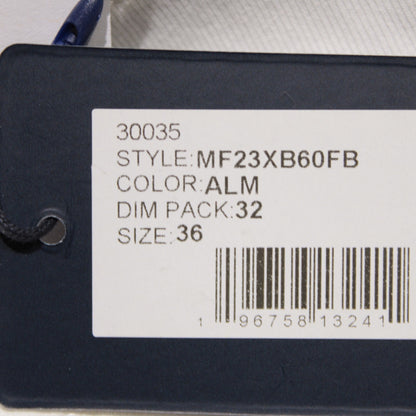 30035
STYLE:MF23XB60FB
COLOR:ALM
DIM PACK:32
SIZE:36
1 96758 13241